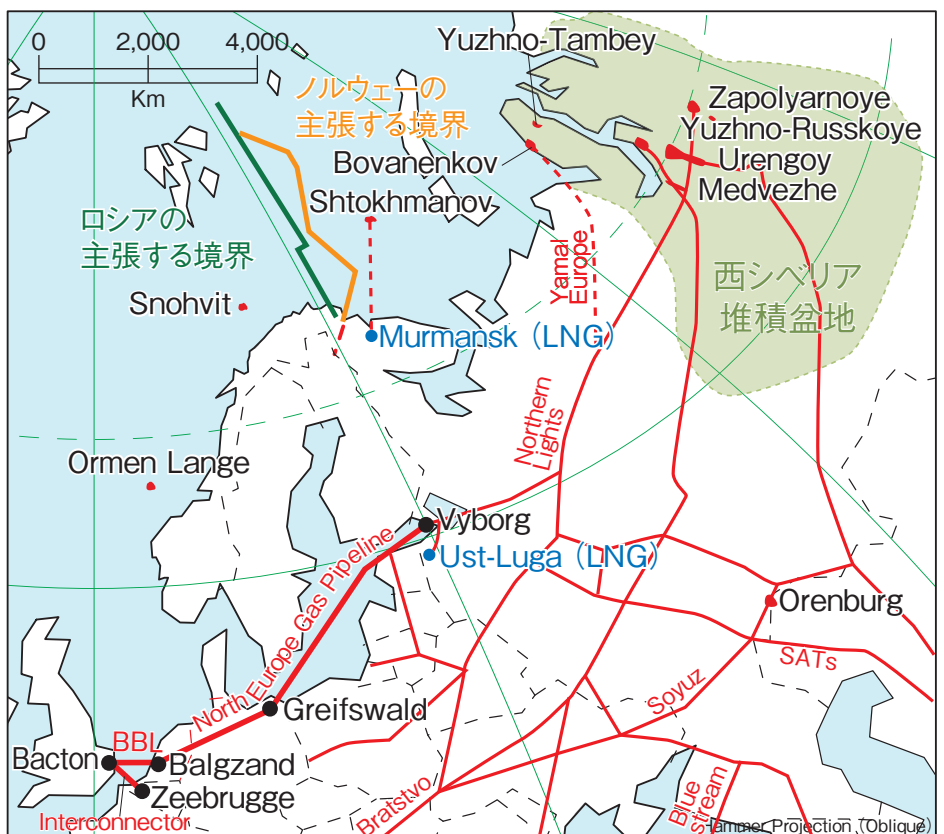 Yuzhno-Tambey
0 2,000 4,000
Km
ノルウェーの
主張する境界
Zapolyarnoye
Yuzhno-Russkoye
Urengoy
Medvezhe
Bovanenkov
Shtokhmanov
ロシアの
主張する境界
Yamal
Europe
西シベリア
堆積盆地
Snohvit
Murmansk (LNG)
Northern
Lights
Ormen Lange
Vyborg
Ust-Luga (LNG)
North Europe Gas Pipeline
Orenburg
SATs
Soyuz
Greifswald
BBL
Bacton
Balgzand
Zeebrugge
Interconnector
Bratstvo
Blue
stream
Hammer Projection (Oblique)